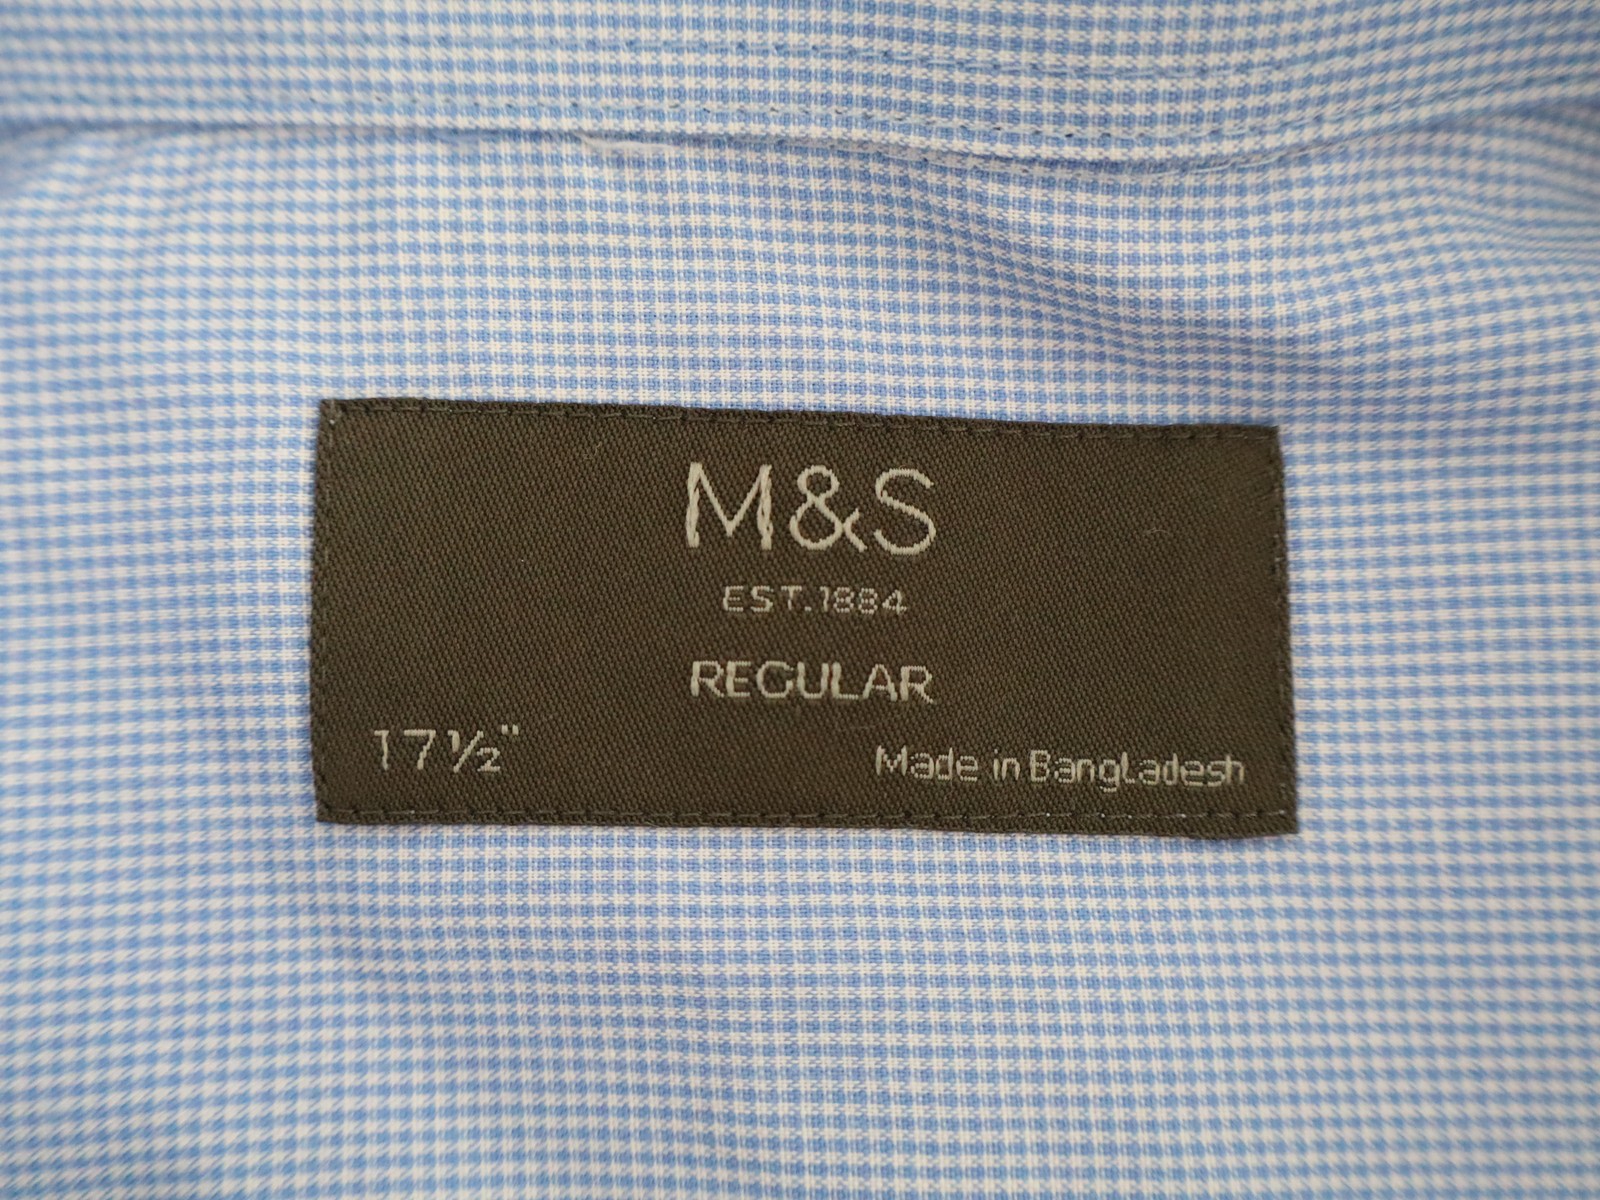 M&S
EST.1884
REGULAR
17½"
Made in Bangladesh